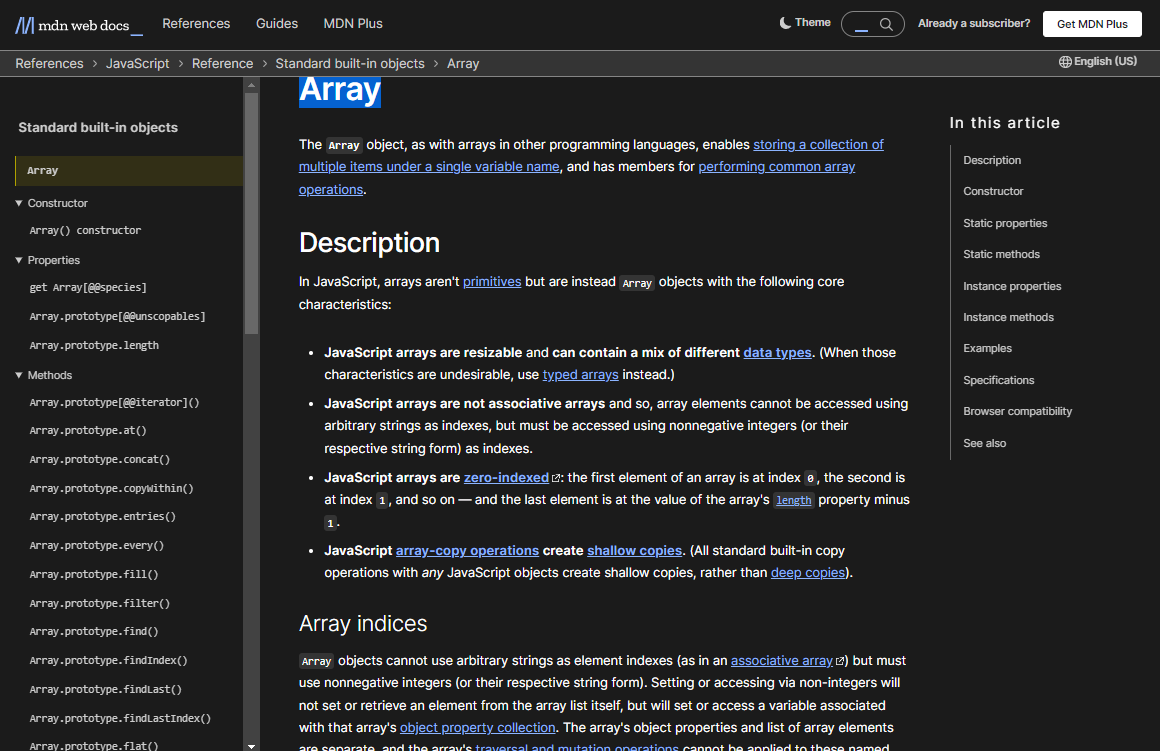 mdn web docs_ References Guides MDN Plus Theme Already a subscriber? Get MDN Plus
References > JavaScript > Reference > Standard built-in objects > Array English (US)
Standard built-in objects
Array
▼ Constructor
Array() constructor
▼ Properties
get Array[@@species]
Array.prototype[@@unscopables]
Array.prototype.length
▼ Methods
Array.prototype[@@iterator]()
Array.prototype.at()
Array.prototype.concat()
Array.prototype.copyWithin()
Array.prototype.entries()
Array.prototype.every()
Array.prototype.fill()
Array.prototype.filter()
Array.prototype.find()
Array.prototype.findIndex()
Array.prototype.findLast()
Array.prototype.findLastIndex()
Array.prototype.flat()
Array
The Array object, as with arrays in other programming languages, enables storing a collection of
multiple items under a single variable name, and has members for performing common array
operations.
Description
In JavaScript, arrays aren't primitives but are instead Array objects with the following core
characteristics:
• JavaScript arrays are resizable and can contain a mix of different data types. (When those
characteristics are undesirable, use typed arrays instead.)
• JavaScript arrays are not associative arrays and so, array elements cannot be accessed using
arbitrary strings as indexes, but must be accessed using nonnegative integers (or their
respective string form) as indexes.
• JavaScript arrays are zero-indexed: the first element of an array is at index 0, the second is
at index 1, and so on — and the last element is at the value of the array's length property minus
1.
• JavaScript array-copy operations create shallow copies. (All standard built-in copy
operations with any JavaScript objects create shallow copies, rather than deep copies).
Array indices
Array objects cannot use arbitrary strings as element indexes (as in an associative array) but must
use nonnegative integers (or their respective string form). Setting or accessing via non-integers will
not set or retrieve an element from the array list itself, but will set or access a variable associated
with that array's object property collection. The array's object properties and list of array elements
are separate, and the array's traversal and mutation operations cannot be applied to these named
In this article
Description
Constructor
Static properties
Static methods
Instance properties
Instance methods
Examples
Specifications
Browser compatibility
See also